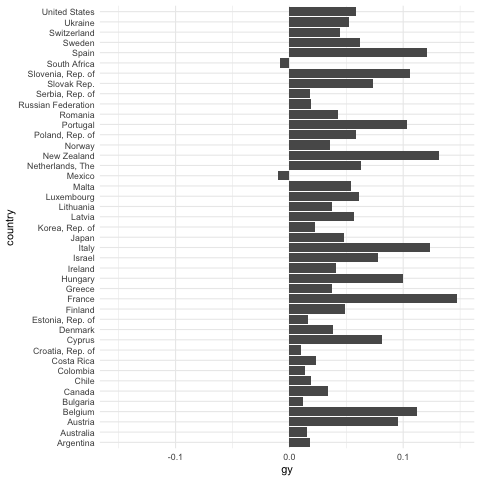 United States
Ukraine
Switzerland
Sweden
Spain
South Africa
Slovenia, Rep. of
Slovak Rep.
Serbia, Rep. of
Russian Federation
Romania
Portugal
Poland, Rep. of
Norway
New Zealand
Netherlands, The
Mexico
Malta
Luxembourg
Lithuania
Latvia
Korea, Rep. of
Japan
Italy
Israel
Ireland
Hungary
Greece
France
Finland
Estonia, Rep. of
Denmark
Cyprus
Croatia, Rep. of
Costa Rica
Colombia
Chile
Canada
Bulgaria
Belgium
Austria
Australia
Argentina
country
-0.1 0.0 0.1
gy